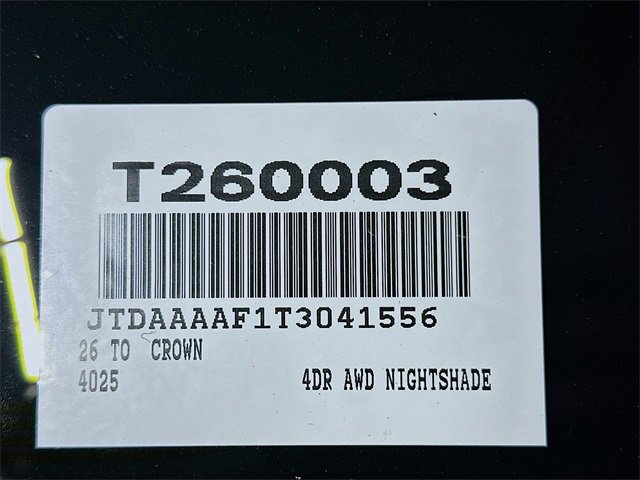 T260003
JTDAAAAF1T3041556
26 TO CROWN
4025 4DR AWD NIGHTSHADE